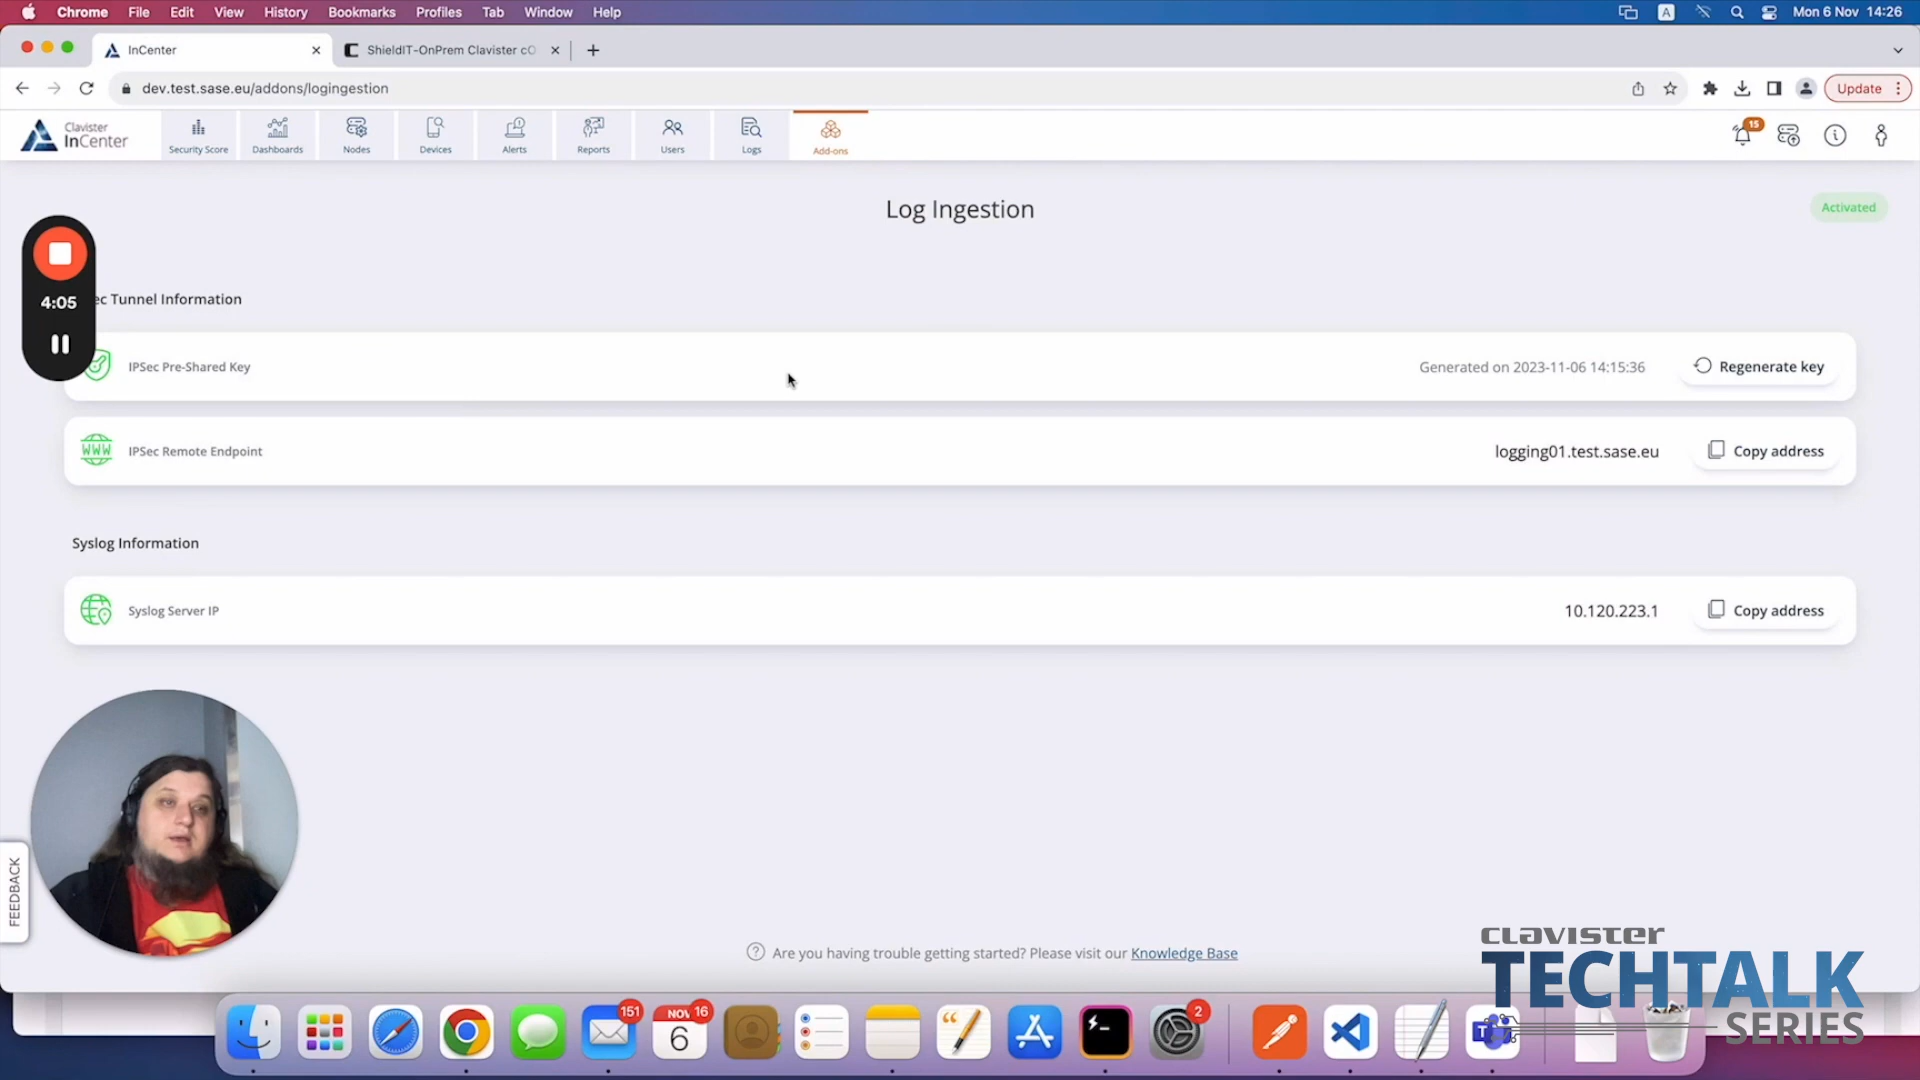 Chrome File Edit View History Bookmarks Profiles Tab Window Help
A Mon 6 Nov 14:26
InCenter
ShieldIT-OnPrem Clavister cO
dev.test.sase.eu/addons/logingestion
Update
Clavister
InCenter
Security Score
Dashboards
Nodes
Devices
Alerts
Reports
Users
Logs
Add-ons
15
Log Ingestion
Activated
4:05
ec Tunnel Information
IPSec Pre-Shared Key
Generated on 2023-11-06 14:15:36
Regenerate key
WWW
IPSec Remote Endpoint
logging01.test.sase.eu
Copy address
Syslog Information
Syslog Server IP
10.120.223.1
Copy address
FEEDBACK
Are you having trouble getting started? Please visit our Knowledge Base
CLAVISTER
TECHTALK
SERIES
151
NOV
16
6
2
T